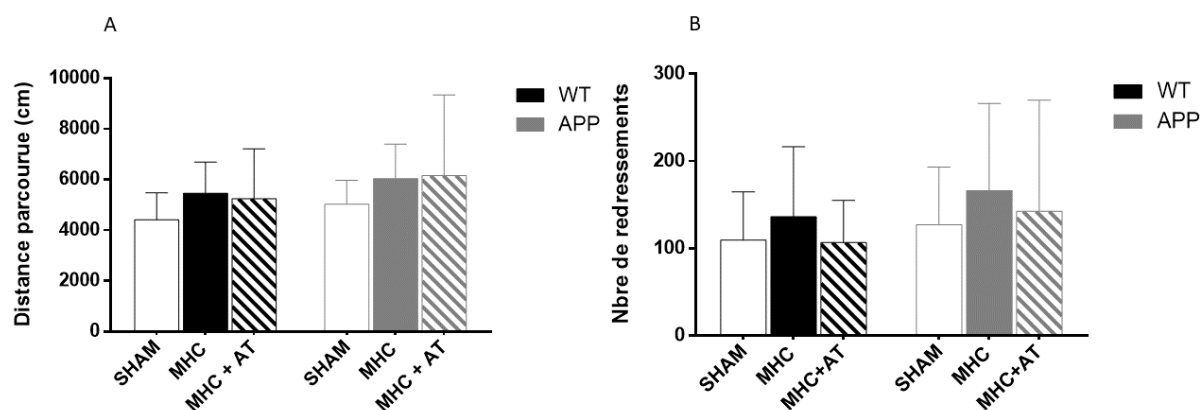 A
Distance parcourue (cm)
10000
8000
6000
4000
2000
0
SHAM
MHC
MHC + AT
SHAM
MHC
MHC + AT
WT
APP
B
Nbre de redressements
300
200
100
0
SHAM
MHC
MHC+AT
SHAM
MHC
MHC+AT
WT
APP